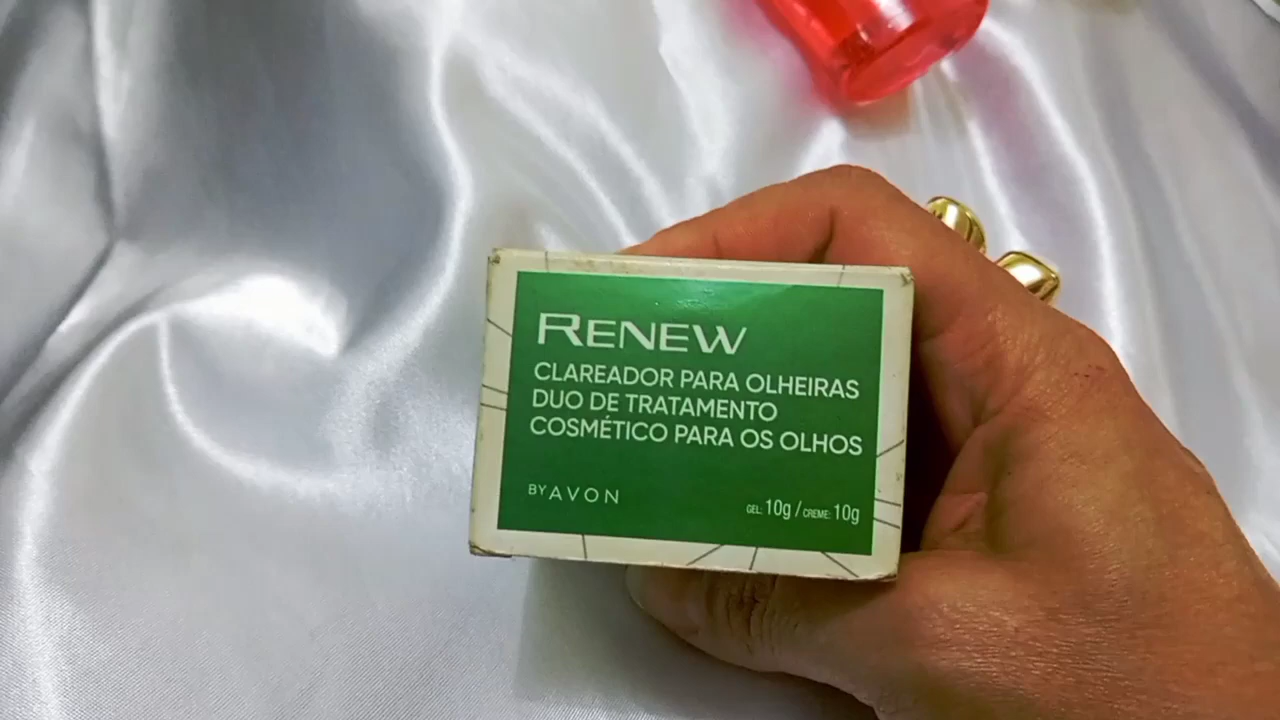 RENEW
CLAREADOR PARA OLHEIRAS
DUO DE TRATAMENTO
COSMÉTICO PARA OS OLHOS
BY AVON
GEL: 10g / CREME: 10g